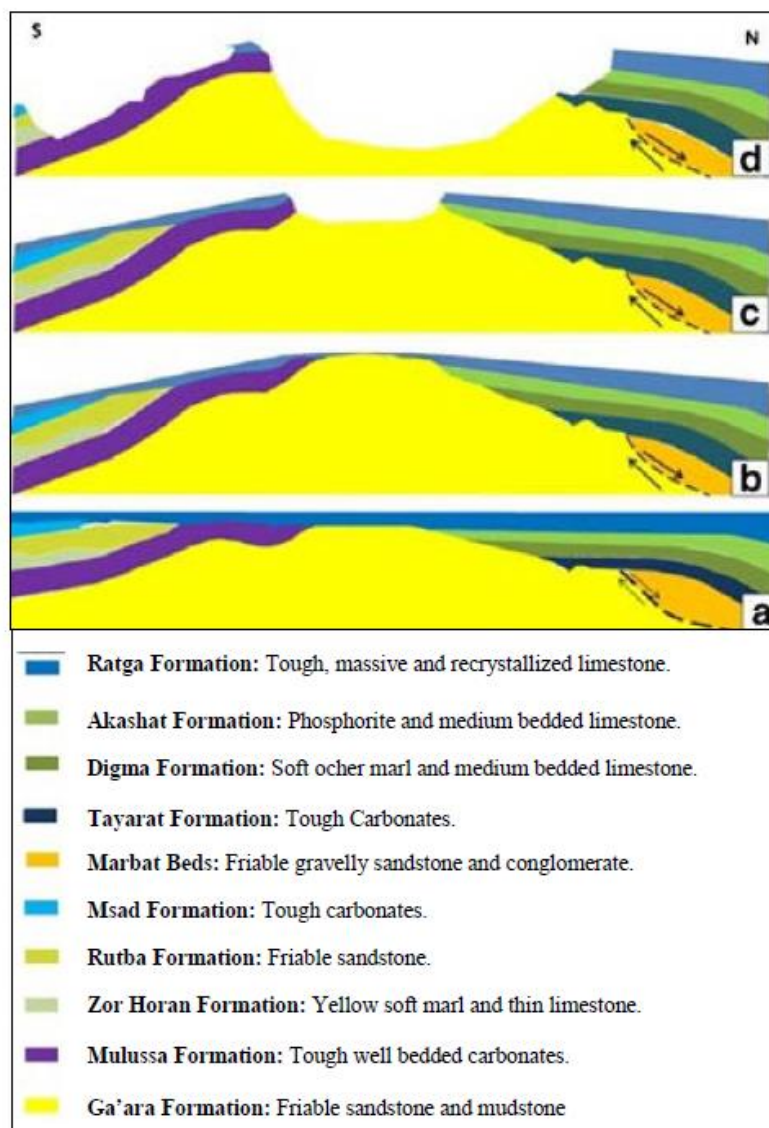 S
N
d
c
b
a
Ratga Formation: Tough, massive and recrystallized limestone.
Akashat Formation: Phosphorite and medium bedded limestone.
Digma Formation: Soft ocher marl and medium bedded limestone.
Tayarat Formation: Tough Carbonates.
Marbat Beds: Friable gravelly sandstone and conglomerate.
Msad Formation: Tough carbonates.
Rutba Formation: Friable sandstone.
Zor Horan Formation: Yellow soft marl and thin limestone.
Mulussa Formation: Tough well bedded carbonates.
Ga’ara Formation: Friable sandstone and mudstone